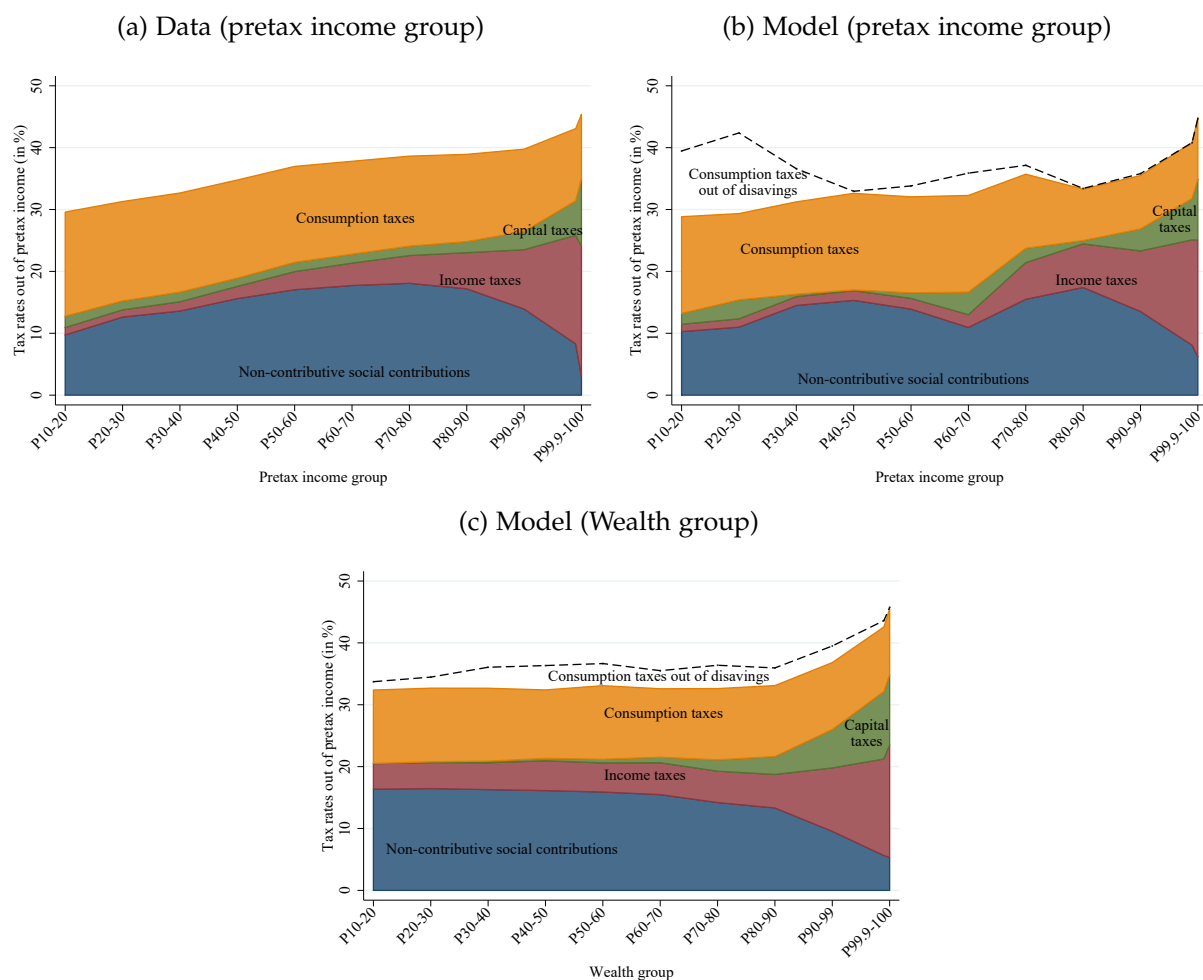 (a) Data (pretax income group)
Tax rates out of pretax income (in %)
50
40
30
20
10
0
Consumption taxes
Capital taxes
Income taxes
Non-contributive social contributions
P10-20
P20-30
P30-40
P40-50
P50-60
P60-70
P70-80
P80-90
P90-99
P99.9-100
Pretax income group
(b) Model (pretax income group)
Tax rates out of pretax income (in %)
50
40
30
20
10
0
Consumption taxes
out of disavings
Consumption taxes
Capital
taxes
Income taxes
Non-contributive social contributions
P10-20
P20-30
P30-40
P40-50
P50-60
P60-70
P70-80
P80-90
P90-99
P99.9-100
Pretax income group
(c) Model (Wealth group)
Tax rates out of pretax income (in %)
50
40
30
20
10
0
Consumption taxes out of disavings
Consumption taxes
Capital
taxes
Income taxes
Non-contributive social contributions
P10-20
P20-30
P30-40
P40-50
P50-60
P60-70
P70-80
P80-90
P90-99
P99.9-100
Wealth group